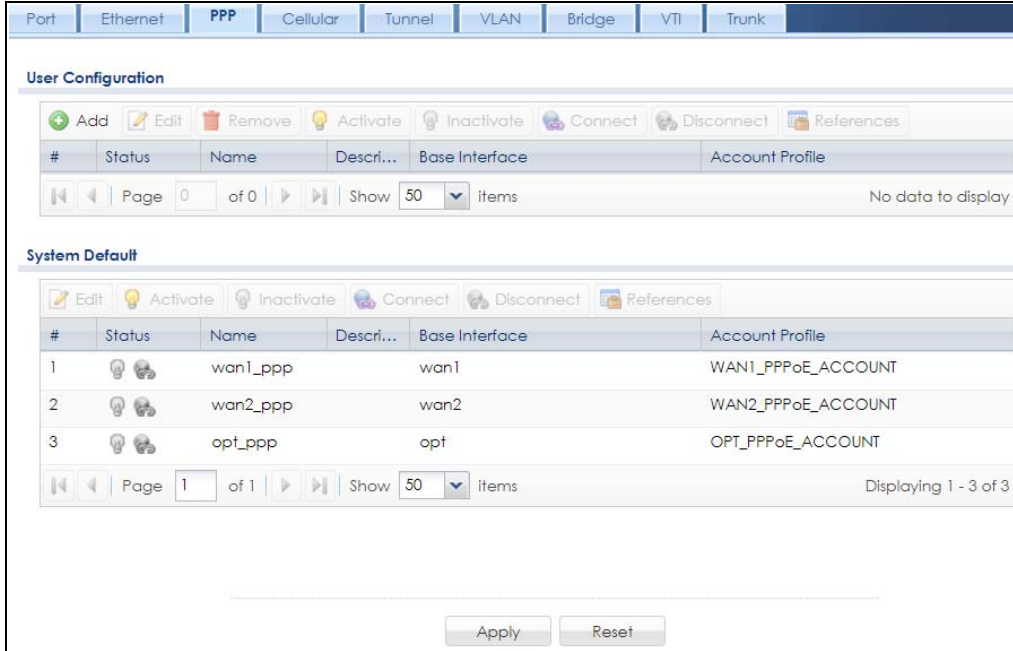 Port Ethernet PPP Cellular Tunnel VLAN Bridge VTI Trunk
User Configuration
Add Edit Remove Activate Inactivate Connect Disconnect References
# Status Name Descri... Base Interface Account Profile
Page 0 of 0 Show 50 items No data to display
System Default
Edit Activate Inactivate Connect Disconnect References
# Status Name Descri... Base Interface Account Profile
1 wan1_ppp wan1 WAN1_PPPoE_ACCOUNT
2 wan2_ppp wan2 WAN2_PPPoE_ACCOUNT
3 opt_ppp opt OPT_PPPoE_ACCOUNT
Page 1 of 1 Show 50 items Displaying 1 - 3 of 3
Apply Reset